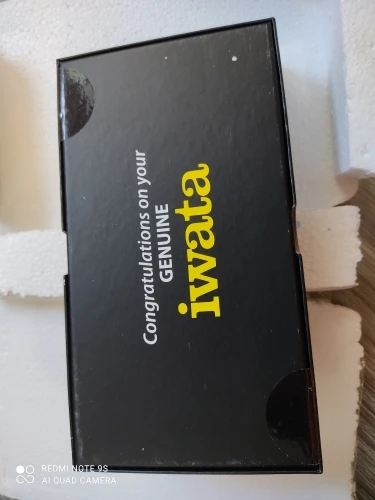 Congratulations on your
GENUINE
iwata
REDMI NOTE 9S
AI QUAD CAMERA